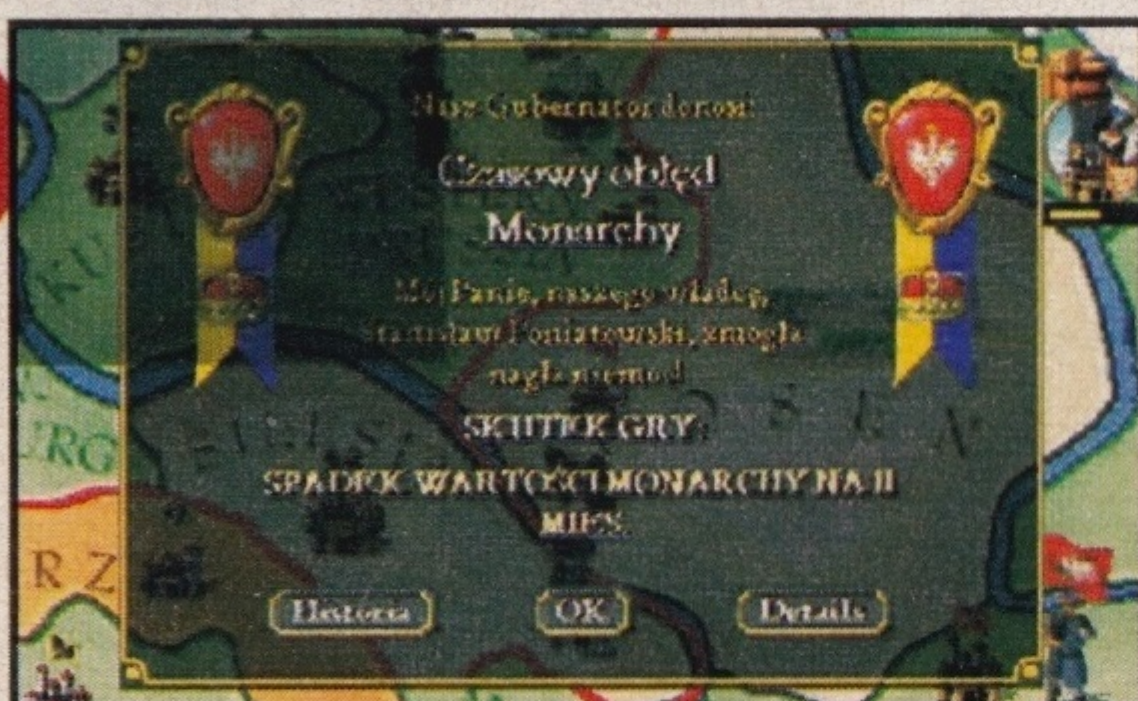 Nasz Gubernator donosi:
Czasowy obłęd
Monarchy
Mój Panie, naszego władcę,
Stanisław Poniatowski, zmogła
nagła niemoc!
SKUTEK GRY:
SPADEK WARTOŚCI MONARCHY NA 11
MIES.
Historia
OK
Details
R Z